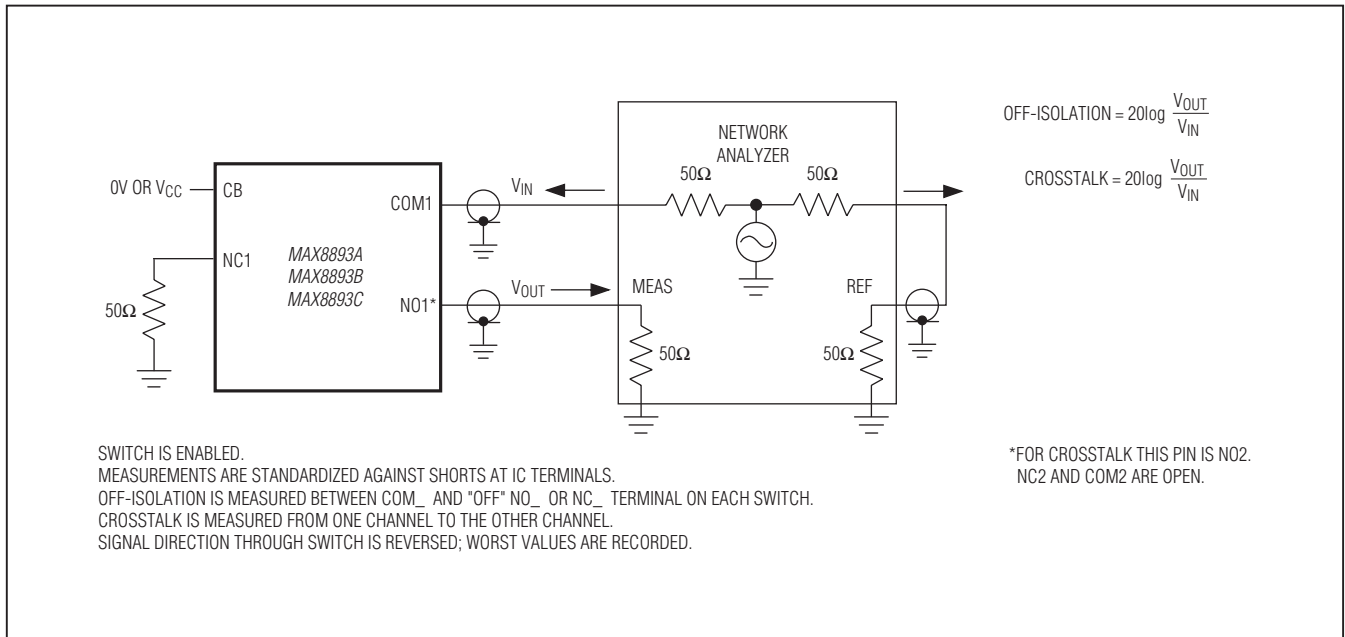 NETWORK
ANALYZER
50Ω 50Ω
OFF-ISOLATION = 20log VOUT
VIN
CROSSTALK = 20log VOUT
VIN
0V OR VCC
CB
COM1
VIN
NC1
MAX8893A
MAX8893B
MAX8893C
NO1*
VOUT
MEAS
REF
50Ω
50Ω
50Ω
SWITCH IS ENABLED.
MEASUREMENTS ARE STANDARDIZED AGAINST SHORTS AT IC TERMINALS.
OFF-ISOLATION IS MEASURED BETWEEN COM_ AND "OFF" NO_ OR NC_ TERMINAL ON EACH SWITCH.
CROSSTALK IS MEASURED FROM ONE CHANNEL TO THE OTHER CHANNEL.
SIGNAL DIRECTION THROUGH SWITCH IS REVERSED; WORST VALUES ARE RECORDED.
*FOR CROSSTALK THIS PIN IS NO2.
NC2 AND COM2 ARE OPEN.